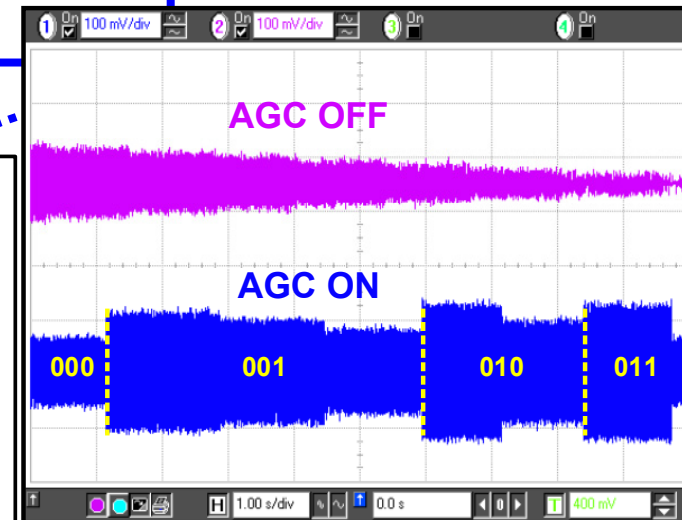 1 On 100 mV/div 2 On 100 mV/div 3 On 4 On
AGC OFF
AGC ON
000 001 010 011
H 1.00 s/div 0.0 s 0 T 400 mV